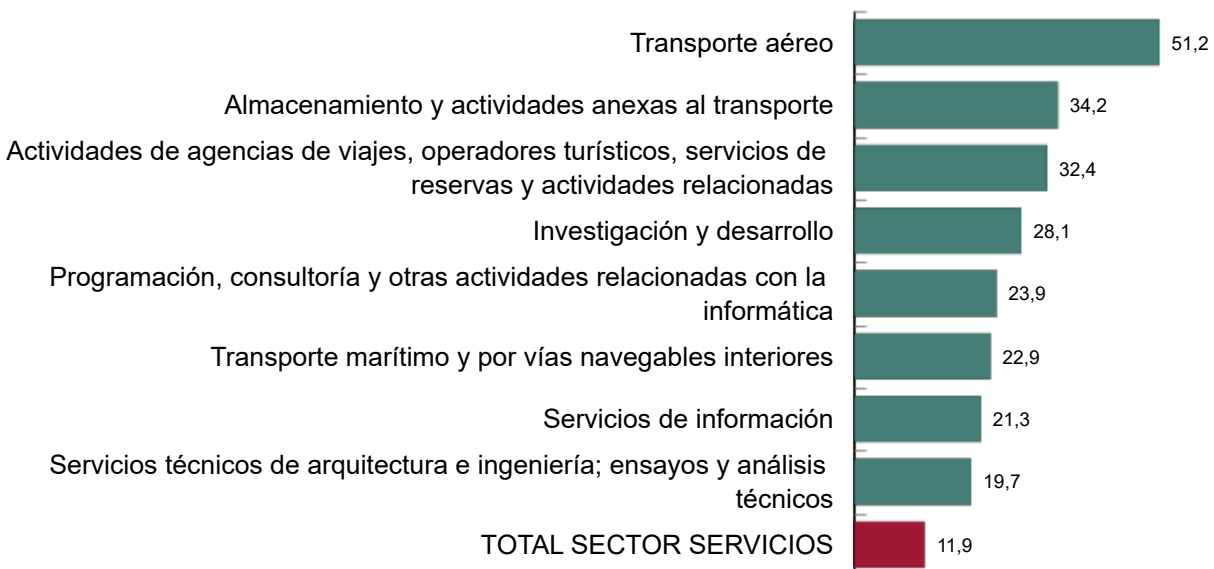 Transporte aéreo
51,2
Almacenamiento y actividades anexas al transporte
34,2
Actividades de agencias de viajes, operadores turísticos, servicios de
reservas y actividades relacionadas
32,4
Investigación y desarrollo
28,1
Programación, consultoría y otras actividades relacionadas con la
informática
23,9
Transporte marítimo y por vías navegables interiores
22,9
Servicios de información
21,3
Servicios técnicos de arquitectura e ingeniería; ensayos y análisis
técnicos
19,7
TOTAL SECTOR SERVICIOS
11,9